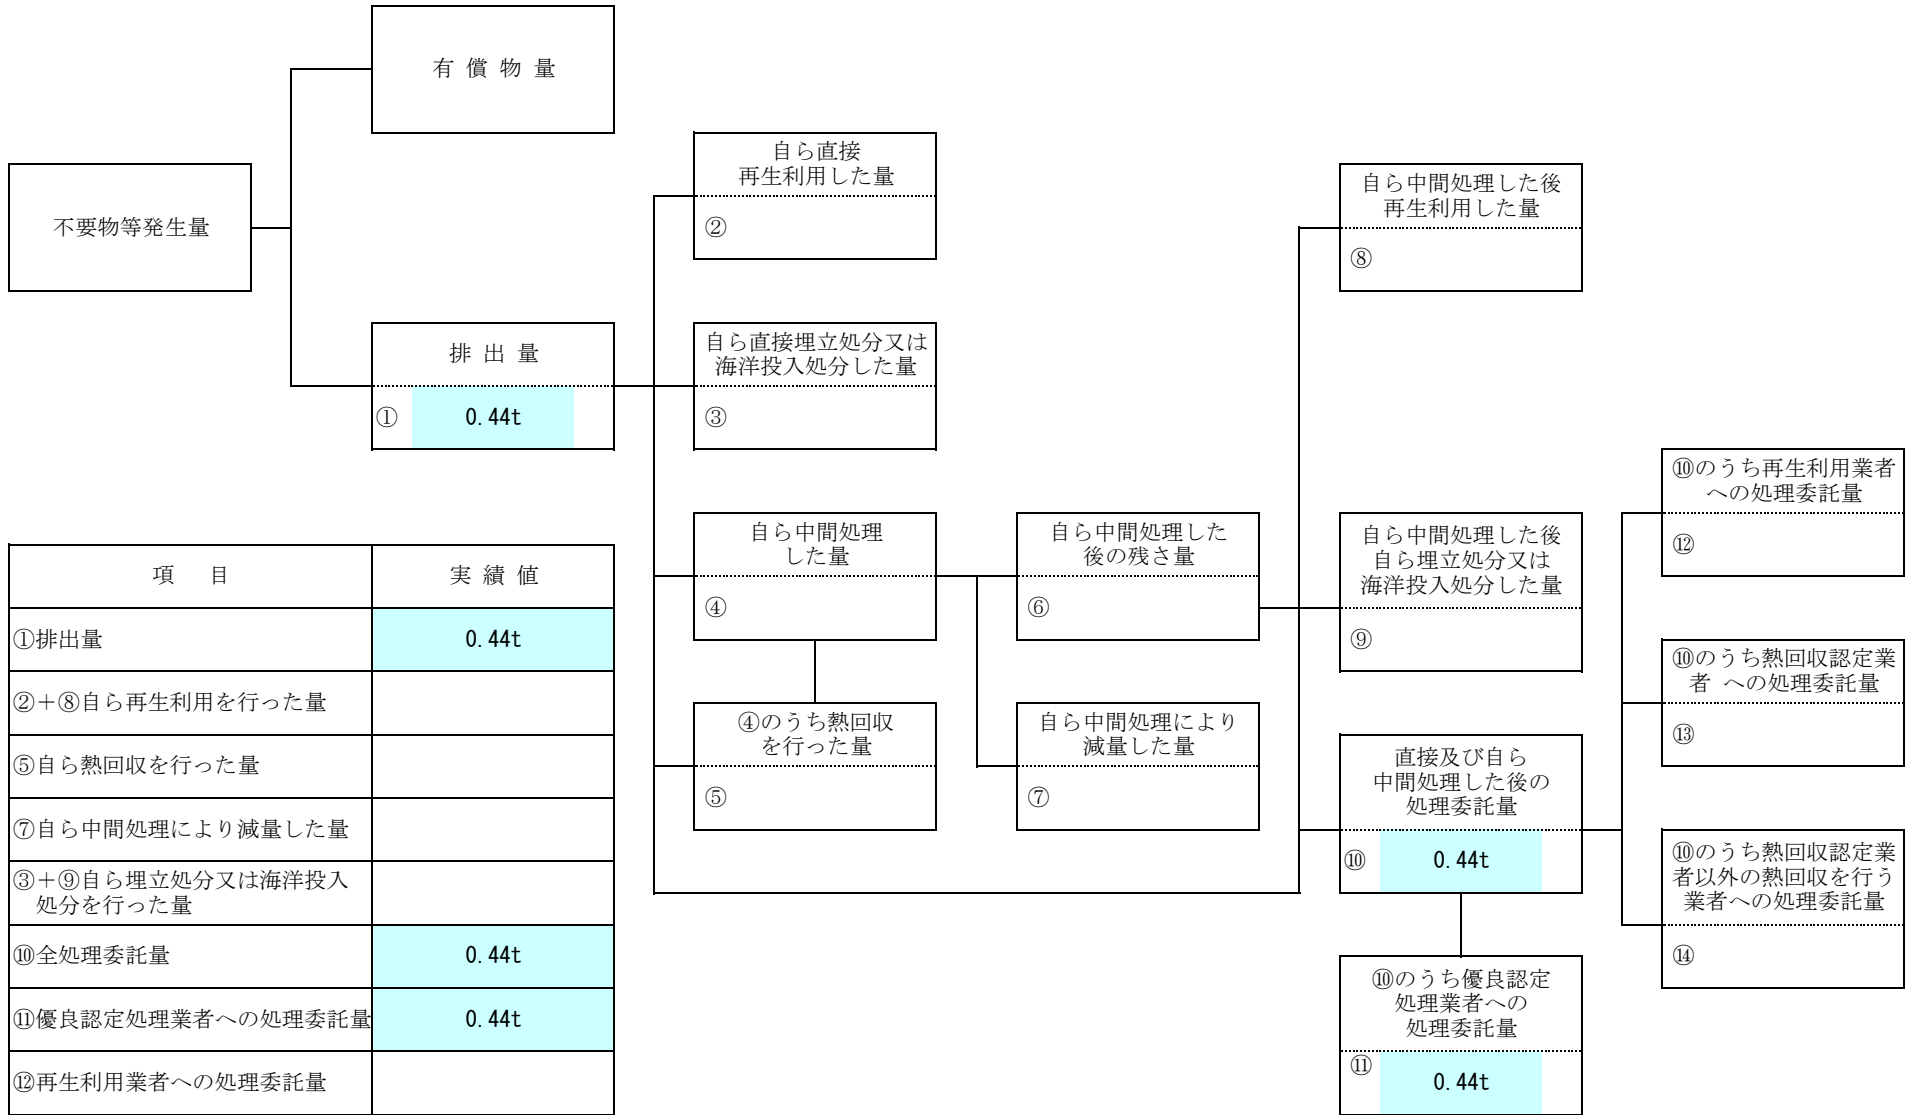 有 償 物 量
不要物等発生量
排 出 量
①
0.44t
自ら直接
再生利用した量
②
自ら直接埋立処分又は
海洋投入処分した量
③
自ら中間処理
した量
④
④のうち熱回収
を行った量
⑤
自ら中間処理した
後の残さ量
⑥
自ら中間処理により
減量した量
⑦
自ら中間処理した後
再生利用した量
⑧
自ら中間処理した後
自ら埋立処分又は
海洋投入処分した量
⑨
直接及び自ら
中間処理した後の
処理委託量
⑩
0.44t
⑩のうち優良認定
処理業者への
処理委託量
⑪
0.44t
⑩のうち再生利用業者
への処理委託量
⑫
⑩のうち熱回収認定業
者 への処理委託量
⑬
⑩のうち熱回収認定業
者以外の熱回収を行う
業者への処理委託量
⑭
項 目
実 績 値
①排出量
0.44t
②＋⑧自ら再生利用を行った量
⑤自ら熱回収を行った量
⑦自ら中間処理により減量した量
③＋⑨自ら埋立処分又は海洋投入
処分を行った量
⑩全処理委託量
0.44t
⑪優良認定処理業者への処理委託量
0.44t
⑫再生利用業者への処理委託量